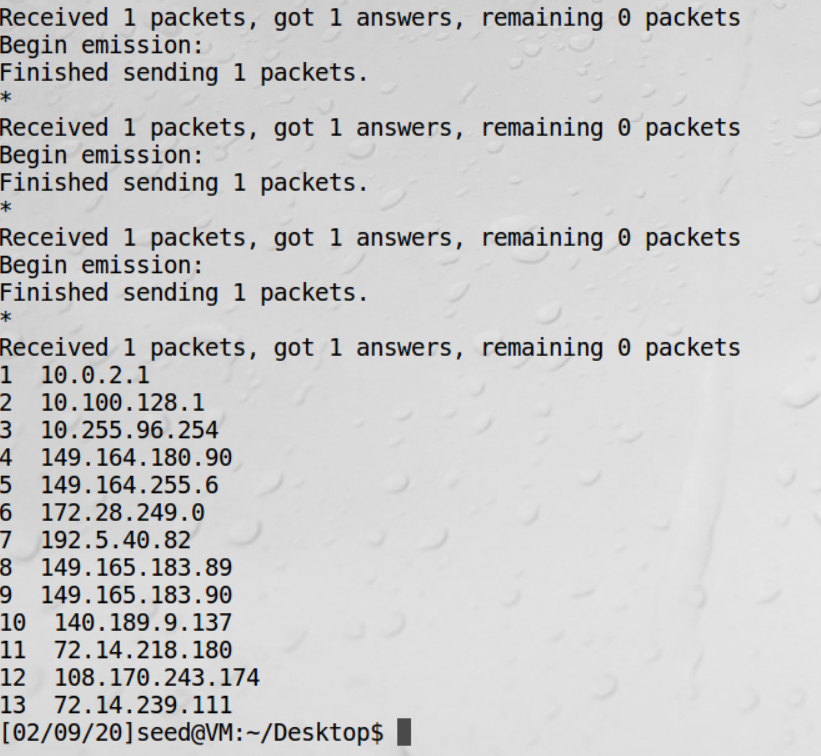 Received 1 packets, got 1 answers, remaining 0 packets
Begin emission:
Finished sending 1 packets.
*
Received 1 packets, got 1 answers, remaining 0 packets
Begin emission:
Finished sending 1 packets.
*
Received 1 packets, got 1 answers, remaining 0 packets
Begin emission:
Finished sending 1 packets.
*
Received 1 packets, got 1 answers, remaining 0 packets
1  10.0.2.1
2  10.100.128.1
3  10.255.96.254
4  149.164.180.90
5  149.164.255.6
6  172.28.249.0
7  192.5.40.82
8  149.165.183.89
9  149.165.183.90
10  140.189.9.137
11  72.14.218.180
12  108.170.243.174
13  72.14.239.111
[02/09/20]seed@VM:~/Desktop$